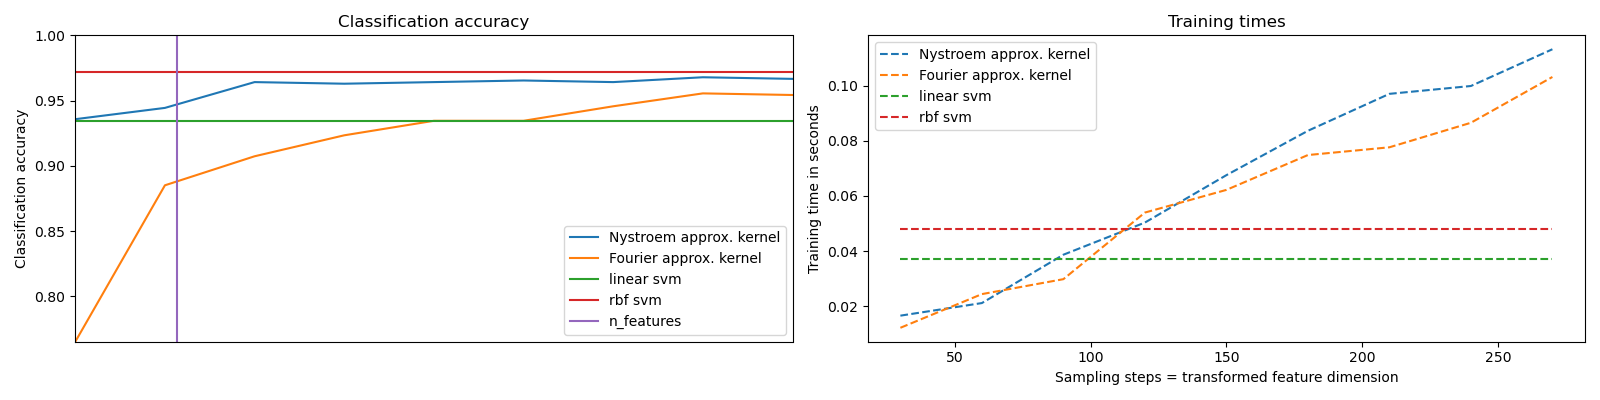 Classification accuracy
Classification accuracy
1.00
0.95
0.90
0.85
0.80
Nystroem approx. kernel
Fourier approx. kernel
linear svm
rbf svm
n_features
Training times
Training time in seconds
0.10
0.08
0.06
0.04
0.02
Nystroem approx. kernel
Fourier approx. kernel
linear svm
rbf svm
50 100 150 200 250
Sampling steps = transformed feature dimension